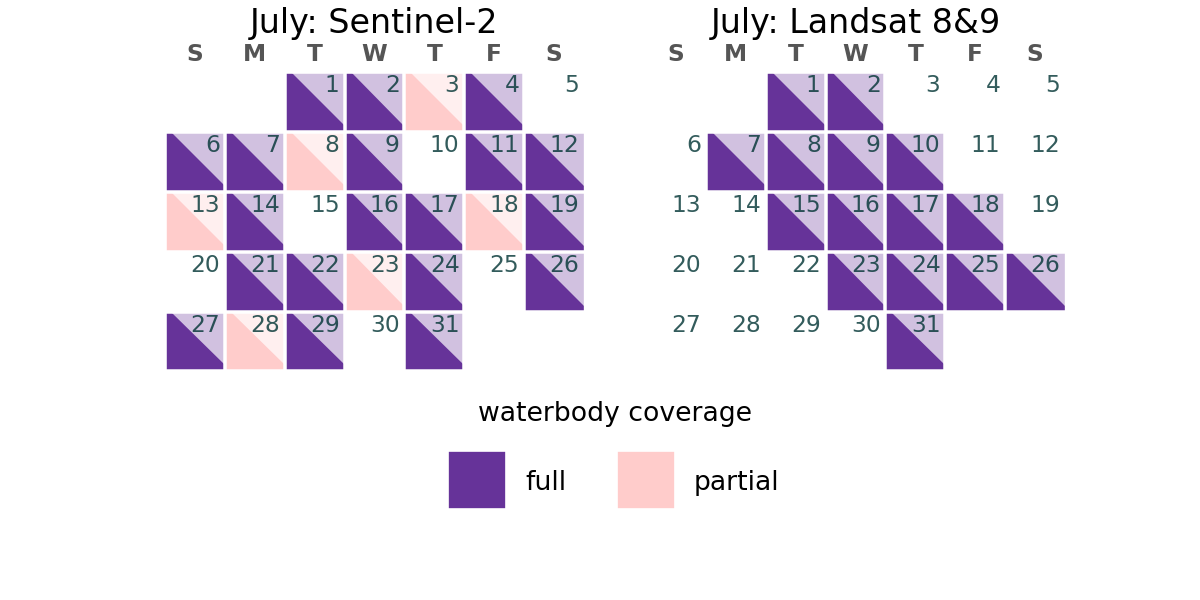 July: Sentinel-2
S M T W T F S
1 2 3 4 5
6 7 8 9 10 11 12
13 14 15 16 17 18 19
20 21 22 23 24 25 26
27 28 29 30 31
July: Landsat 8&9
S M T W T F S
1 2 3 4 5
6 7 8 9 10 11 12
13 14 15 16 17 18 19
20 21 22 23 24 25 26
27 28 29 30 31
waterbody coverage
full partial